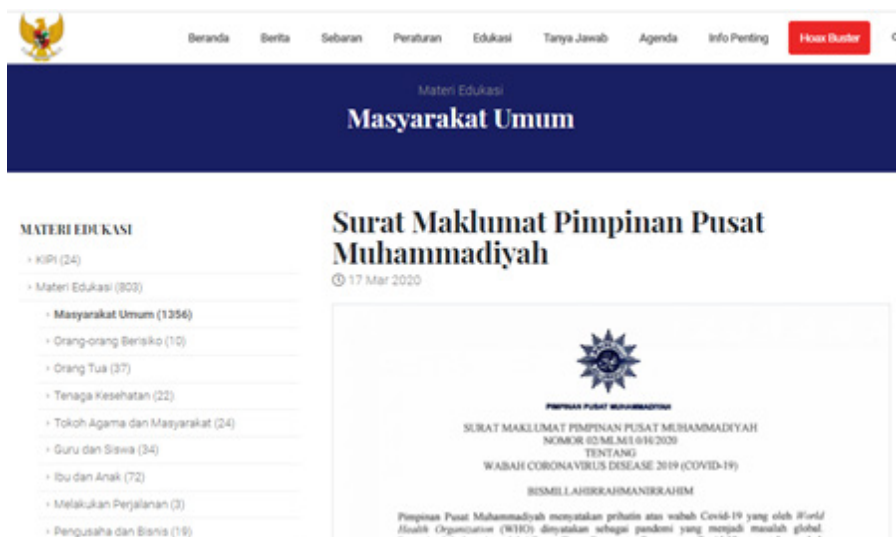 Beranda Berita Sebaran Peraturan Edukasi Tanya Jawab Agenda Info Penting Hoax Buster
Materi Edukasi
Masyarakat Umum
MATERI EDUKASI
› KIPI (24)
› Materi Edukasi (803)
› Masyarakat Umum (1356)
› Orang-orang Berisiko (10)
› Orang Tua (37)
› Tenaga Kesehatan (22)
› Tokoh Agama dan Masyarakat (24)
› Guru dan Siswa (34)
› Ibu dan Anak (72)
› Melakukan Perjalanan (3)
› Pengusaha dan Bisnis (19)
Surat Maklumat Pimpinan Pusat
Muhammadiyah
17 Mar 2020
PIMPINAN PUSAT MUHAMMADIYAH
SURAT MAKLUMAT PIMPINAN PUSAT MUHAMMADIYAH
NOMOR 02/MLM/I.0/H/2020
TENTANG
WABAH CORONAVIRUS DISEASE 2019 (COVID-19)
BISMILLAHIRRAHMANIRRAHIM
Pimpinan Pusat Muhammadiyah menyatakan prihatin atas wabah Covid-19 yang oleh World
Health Organization (WHO) dinyatakan sebagai pandemi yang menjadi masalah global.